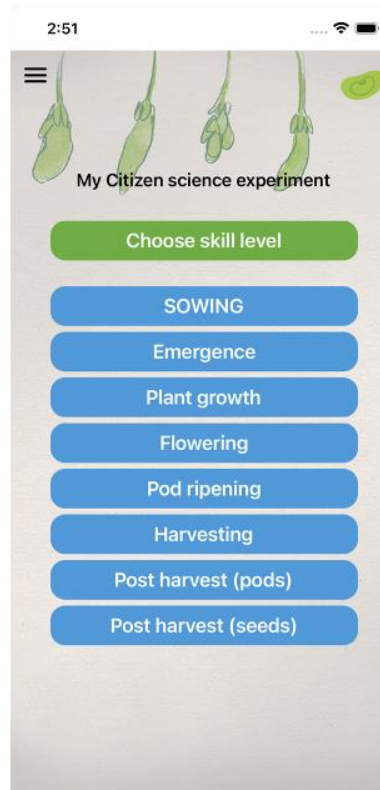 2:51
My Citizen science experiment
Choose skill level
SOWING
Emergence
Plant growth
Flowering
Pod ripening
Harvesting
Post harvest (pods)
Post harvest (seeds)